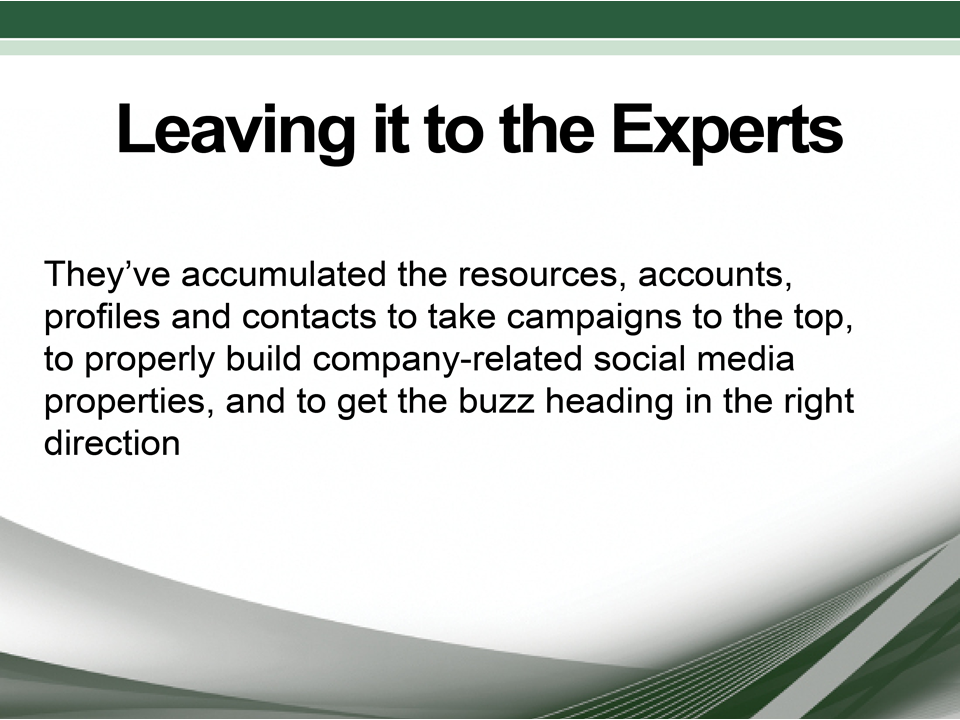 Leaving it to the Experts
They’ve accumulated the resources, accounts,
profiles and contacts to take campaigns to the top,
to properly build company-related social media
properties, and to get the buzz heading in the right
direction